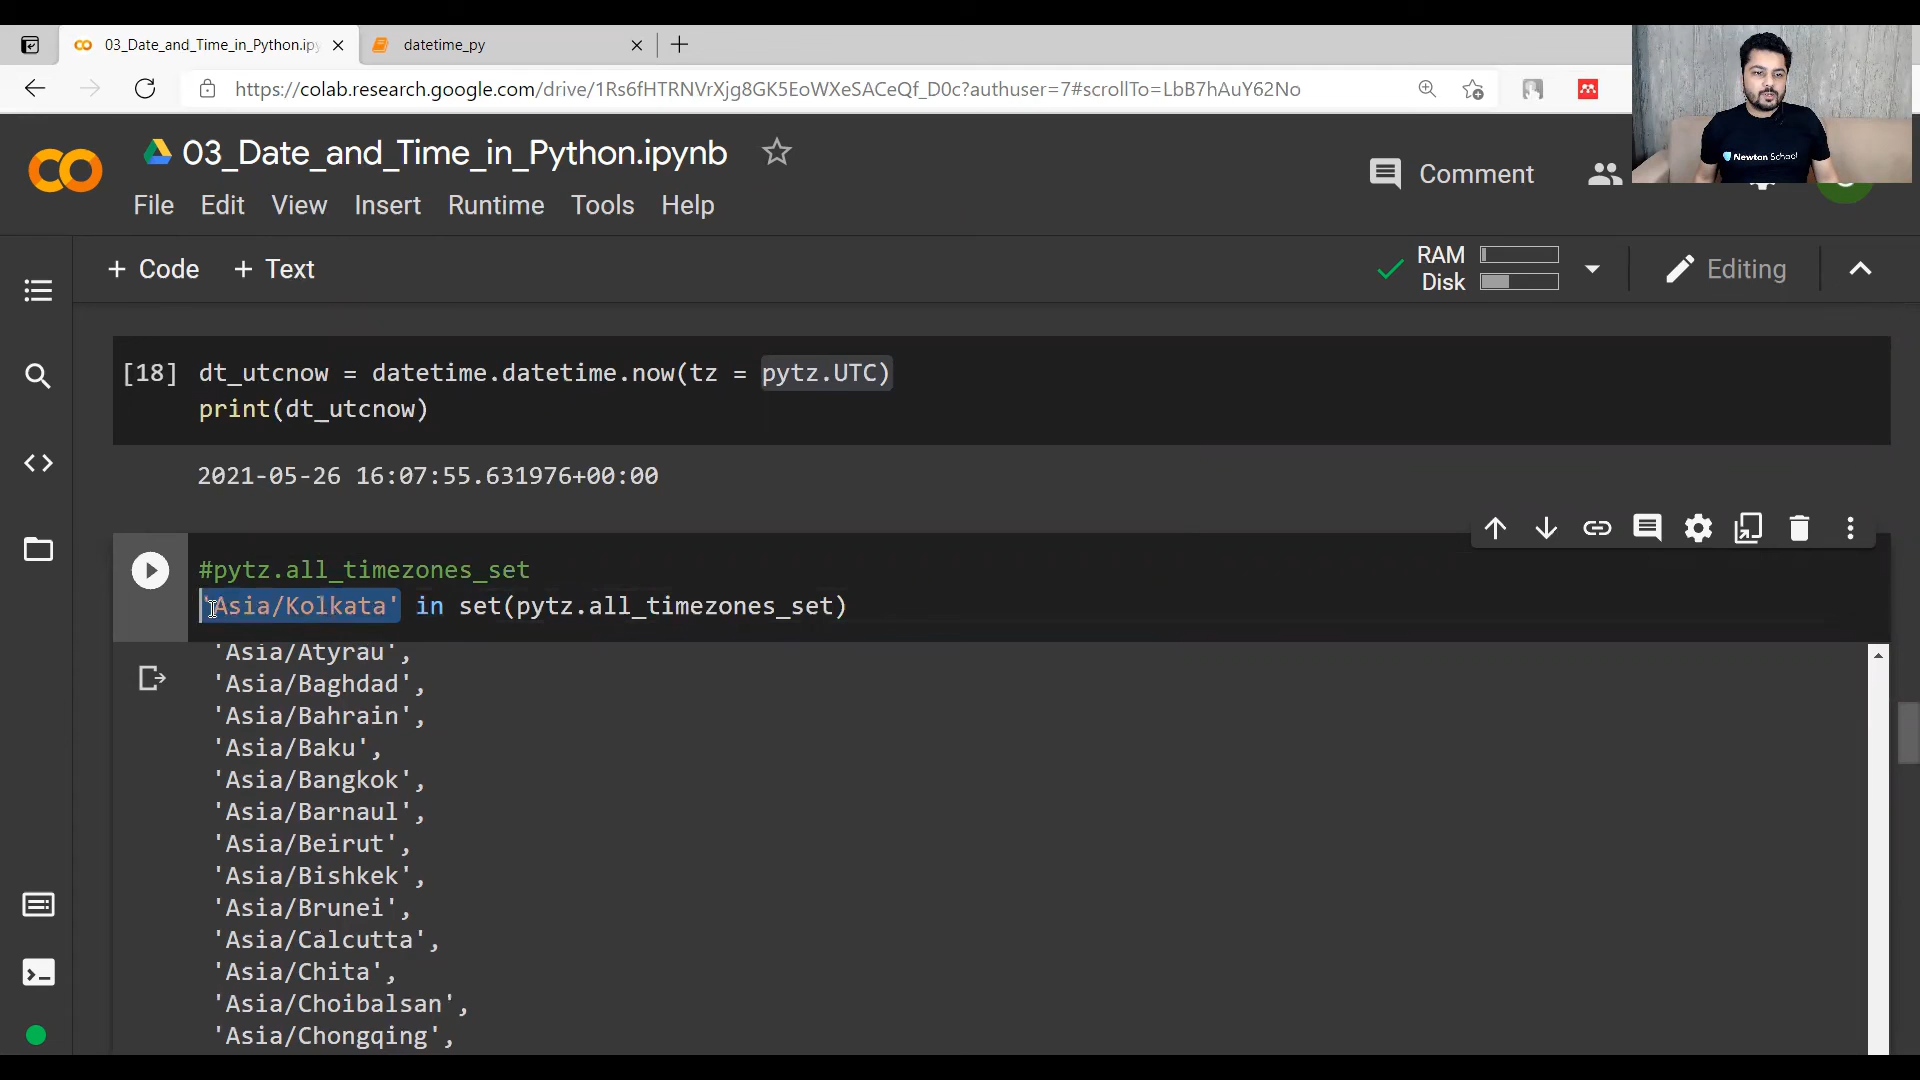 03_Date_and_Time_in_Python.ipy
datetime_py
https://colab.research.google.com/drive/1Rs6fHTRNVrXjg8GK5EoWXeSACeQf_D0c?authuser=7#scrollTo=LbB7hAuY62No
Newton School
03_Date_and_Time_in_Python.ipynb
Comment
File Edit View Insert Runtime Tools Help
+ Code + Text
RAM
Disk
Editing
[18] dt_utcnow = datetime.datetime.now(tz = pytz.UTC)
print(dt_utcnow)
2021-05-26 16:07:55.631976+00:00
#pytz.all_timezones_set
'Asia/Kolkata' in set(pytz.all_timezones_set)
'Asia/Atyrau',
'Asia/Baghdad',
'Asia/Bahrain',
'Asia/Baku',
'Asia/Bangkok',
'Asia/Barnaul',
'Asia/Beirut',
'Asia/Bishkek',
'Asia/Brunei',
'Asia/Calcutta',
'Asia/Chita',
'Asia/Choibalsan',
'Asia/Chongqing',